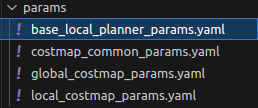 params
! base_local_planner_params.yaml
! costmap_common_params.yaml
! global_costmap_params.yaml
! local_costmap_params.yaml